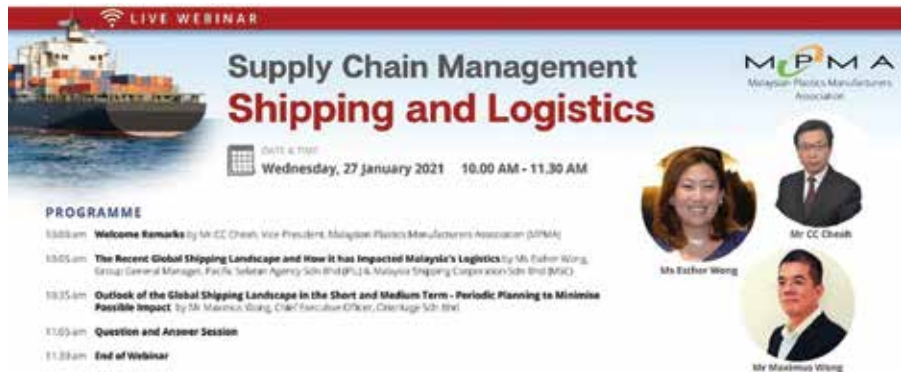 LIVE WEBINAR
Supply Chain Management
Shipping and Logistics
MPMA
Malaysian Plastics Manufacturers
Association
DATE & TIME
Wednesday, 27 January 2021 10.00 AM - 11.30 AM
PROGRAMME
10:00am Welcome Remarks by Mr CC Cheah, Vice President, Malaysian Plastics Manufacturers Association (MPMA)
10:05am The Recent Global Shipping Landscape and How it has Impacted Malaysia's Logistics by Ms Esther Wong,
Group General Manager, Pacific Selatan Agency Sdn Bhd (PIL) & Malaysia Shipping Corporation Sdn Bhd (MSC)
10:35am Outlook of the Global Shipping Landscape in the Short and Medium Term - Periodic Planning to Minimise
Possible Impact by Mr Maximus Wang, Chief Executive Officer, Sdn Bhd
11:05am Question and Answer Session
11:30am End of Webinar
Ms Esther Wong
Mr CC Cheah
Mr Maximus Wang